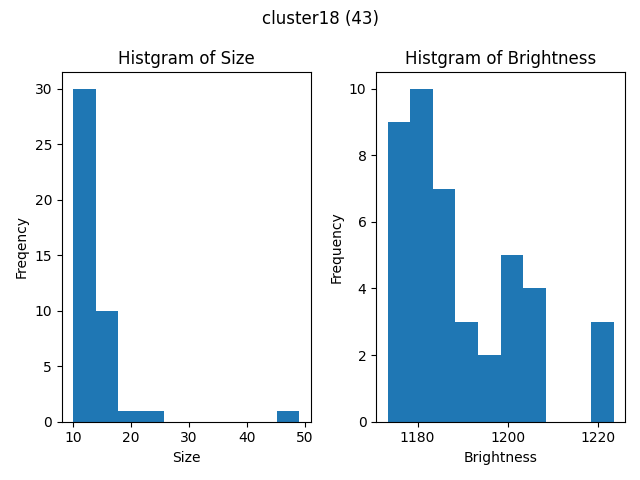 cluster18 (43)
Histgram of Size
Freqency
30
25
20
15
10
5
0
10 20 30 40 50
Size
Histgram of Brightness
Frequency
10
8
6
4
2
0
1180 1200 1220
Brightness